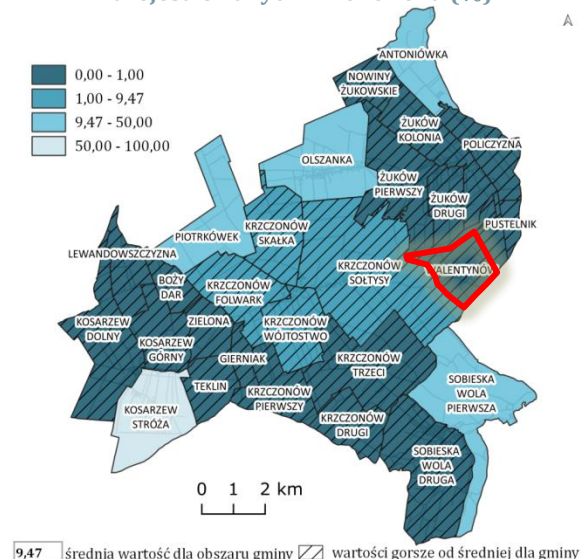 0,00 - 1,00
1,00 - 9,47
9,47 - 50,00
50,00 - 100,00
ANTONIÓWKA
NOWINY
ŻUKOWSKIE
ŻUKÓW
KOLONIA
POLICZYZNA
OLSZANKA
ŻUKÓW
PIERWSZY
ŻUKÓW
DRUGI
PUSTELNIK
PIOTRKÓWEK
KRZCZONÓW
SKAŁKA
LEWANDOWSZCZYZNA
KRZCZONÓW
SOŁTYSY
ALENTYNÓW
BOŻY
DAR
KRZCZONÓW
FOLWARK
KOSARZEW
DOLNY
ZIELONA
KRZCZONÓW
WÓJTOSTWO
KOSARZEW
GÓRNY
GIERNIAK
KRZCZONÓW
TRZECI
TEKLIN
KRZCZONÓW
PIERWSZY
SOBIESKA
WOLA
PIERWSZA
KOSARZEW
STRÓŻA
KRZCZONÓW
DRUGI
SOBIESKA
WOLA
DRUGA
0 1 2 km
9,47 średnia wartość dla obszaru gminy wartości gorsze od średniej dla gminy